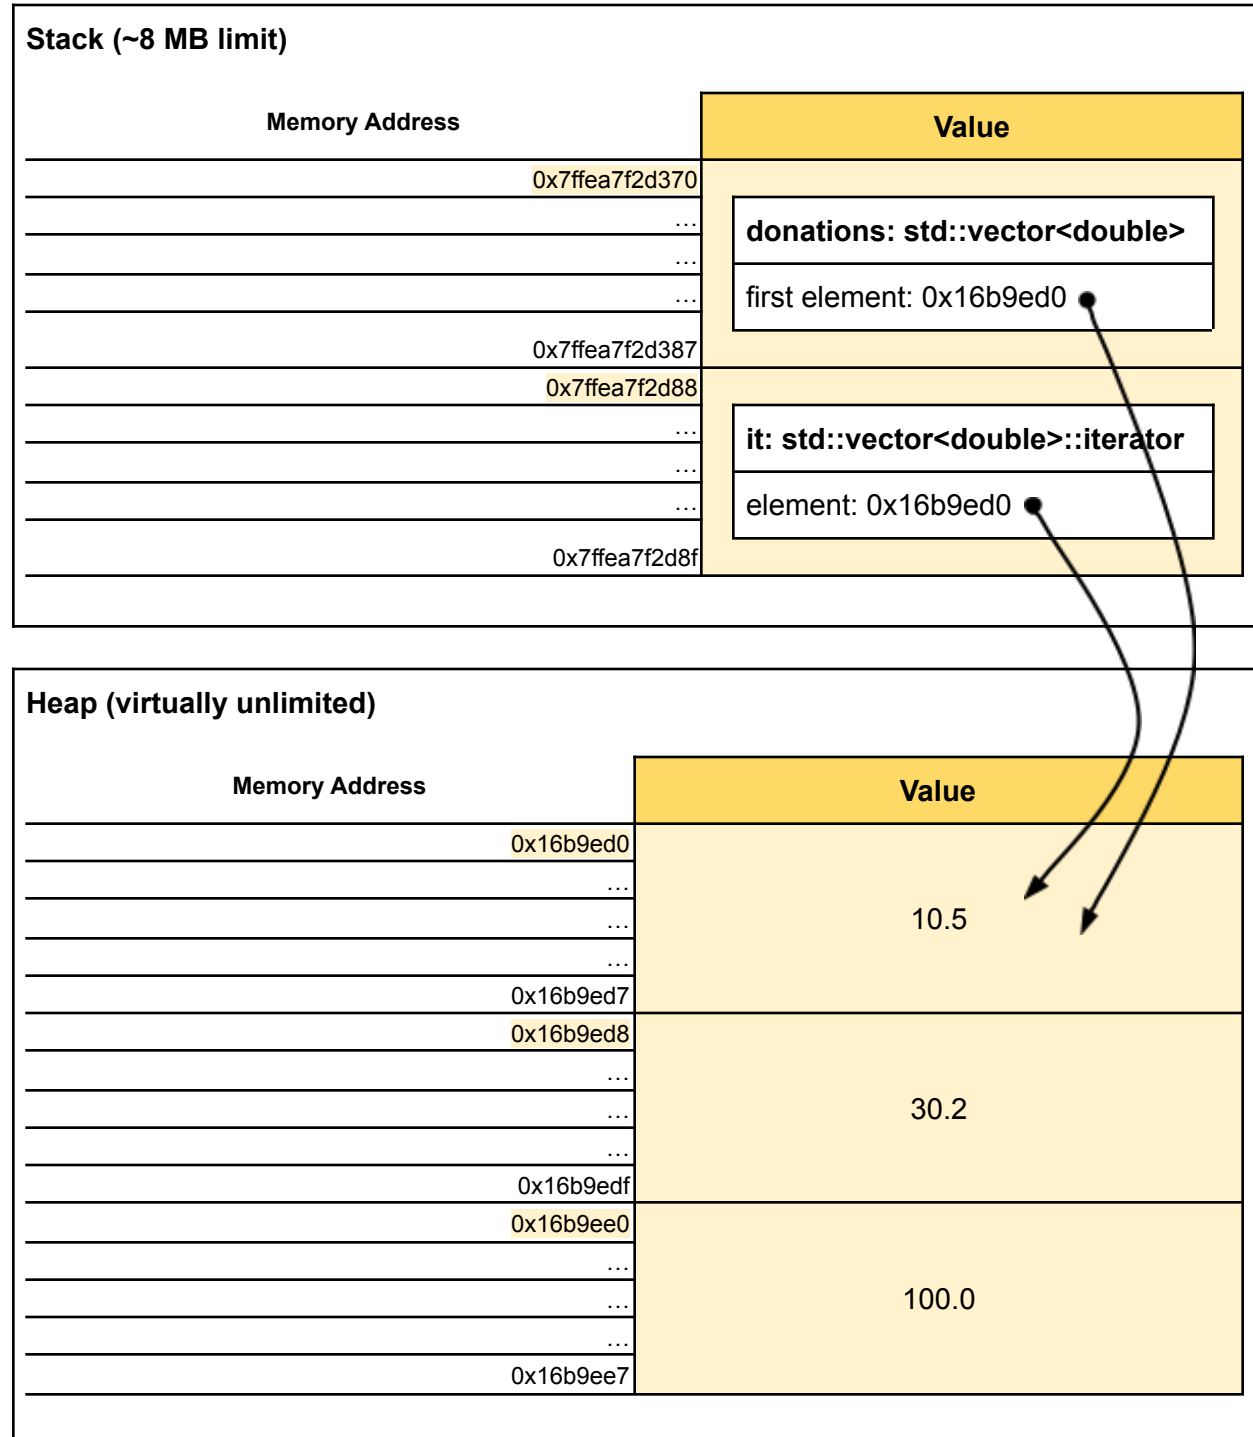 Stack (~8 MB limit)
Memory Address
Value
0x7ffea7f2d370
…
…
…
0x7ffea7f2d387
donations: std::vector<double>
first element: 0x16b9ed0
0x7ffea7f2d88
…
…
…
0x7ffea7f2d8f
it: std::vector<double>::iterator
element: 0x16b9ed0
Heap (virtually unlimited)
Memory Address
Value
0x16b9ed0
…
…
…
0x16b9ed7
10.5
0x16b9ed8
…
…
…
0x16b9edf
30.2
0x16b9ee0
…
…
…
0x16b9ee7
100.0